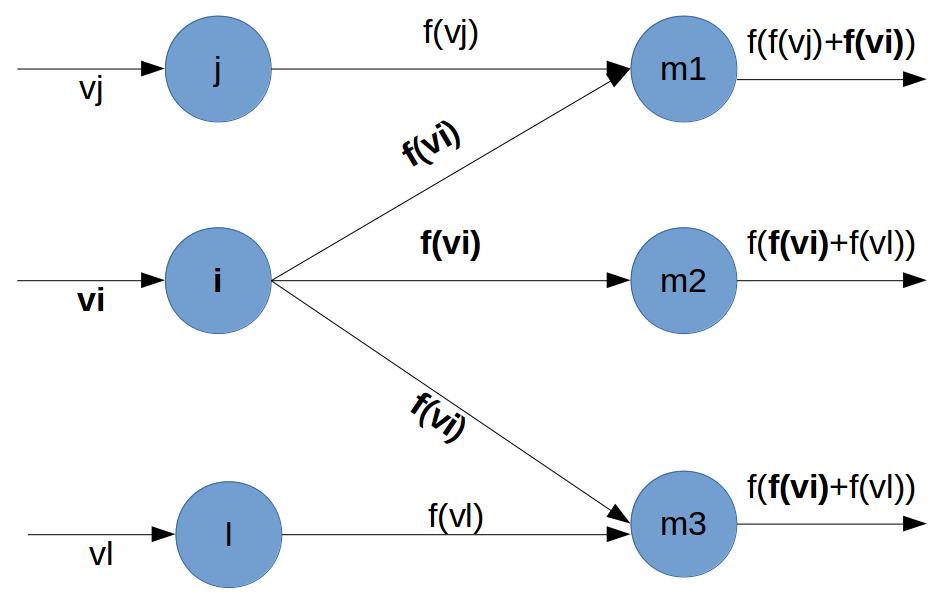 f(vj)
f(f(vj)+f(vi))
j
m1
vj
f(vi)
f(vi)
f(f(vi)+f(vl))
i
m2
vi
f(vi)
f(f(vi)+f(vl))
f(vl)
m3
l
vl